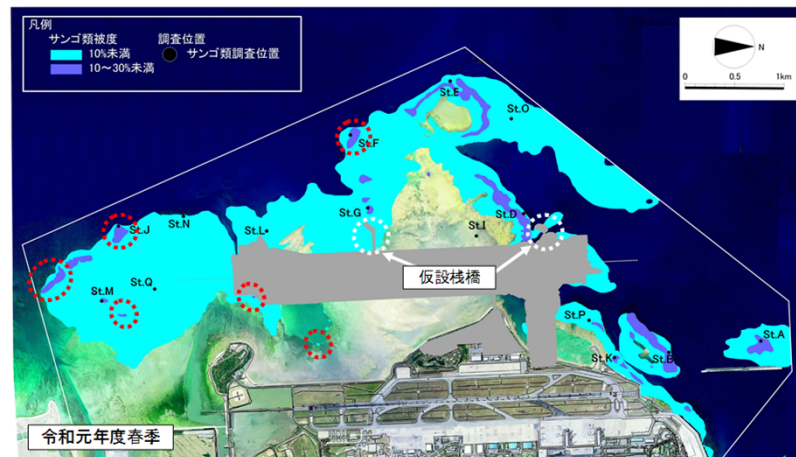 凡例
サンゴ類被度
調査位置
10%未満
サンゴ類調査位置
10～30%未満
N
0
0.5
1km
St.E
St.O
St.F
St.G
St.D
St.I
St.J
St.N
St.L
仮設桟橋
St.M
St.Q
St.P
St.A
St.K
St.B
令和元年度春季